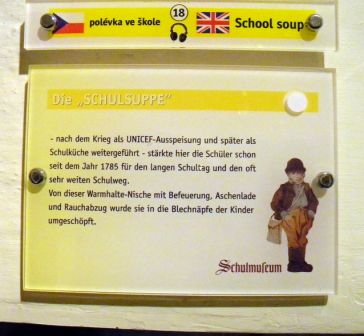 polévka ve škole 18 School soup
Die „SCHULSUPPE"
- nach dem Krieg als UNICEF-Ausspeisung und später als
Schulküche weitergeführt - stärkte hier die Schüler schon
seit dem Jahr 1785 für den langen Schultag und den oft
sehr weiten Schulweg.
Von dieser Warmhalte-Nische mit Befeuerung, Aschenlade
und Rauchabzug wurde sie in die Blechnäpfe der Kinder
umgeschöpft.
Schulmuseum